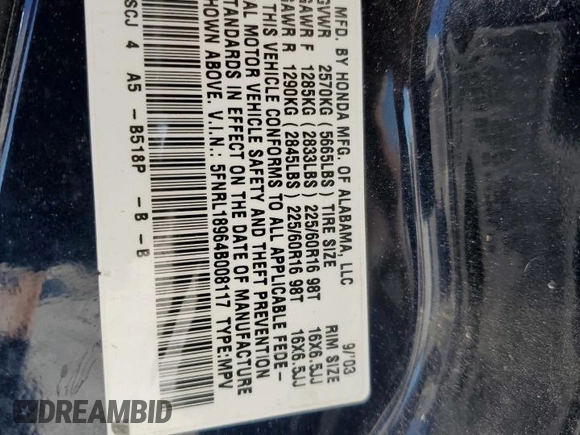 MFD. BY HONDA MFG. OF ALABAMA, LLC 9/'03
GVWR 2570KG (5665LBS) TIRE SIZE RIM SIZE
GAWR F 1285KG (2833LBS) 225/60R16 98T 16X6.5JJ
GAWR R 1290KG (2845LBS) 225/60R16 98T 16X6.5JJ
THIS VEHICLE CONFORMS TO ALL APPLICABLE FEDE-
AL MOTOR VEHICLE SAFETY AND THEFT PREVENTION
TANDARDS IN EFFECT ON THE DATE OF MANUFACTURE
HOWN ABOVE. V.I.N.: 5FNRL18964B008117 TYPE:MPV
SCJ 4 A5 - B518P - B - B
DREAMBID